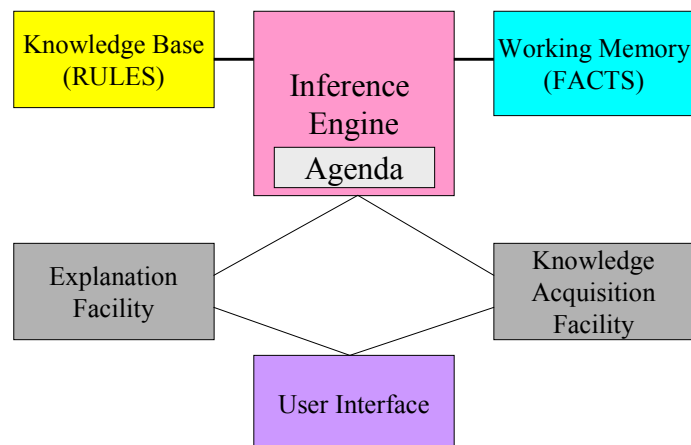 Knowledge Base
(RULES)
Inference
Engine
Agenda
Working Memory
(FACTS)
Explanation
Facility
Knowledge
Acquisition
Facility
User Interface